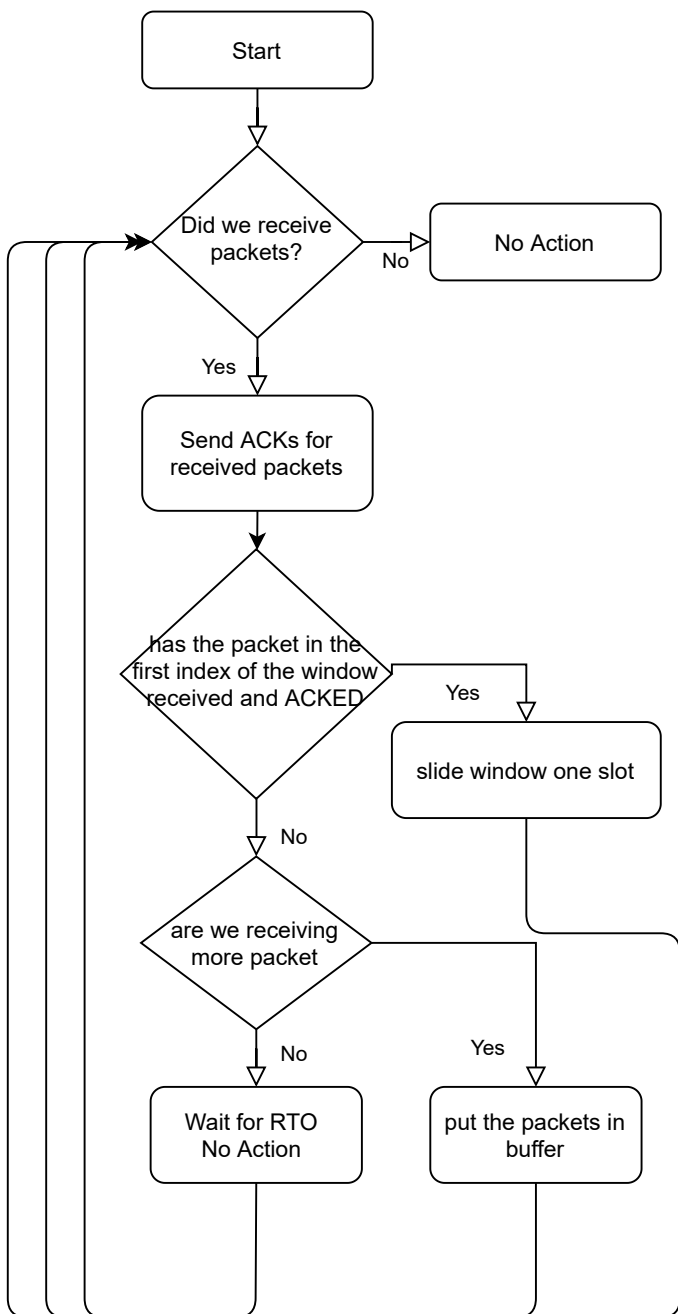 Start
Did we receive
packets?
No
No Action
Yes
Send ACKs for
received packets
has the packet in the
first index of the window
received and ACKED
Yes
slide window one slot
No
are we receiving
more packet
No
Yes
Wait for RTO
No Action
put the packets in
buffer